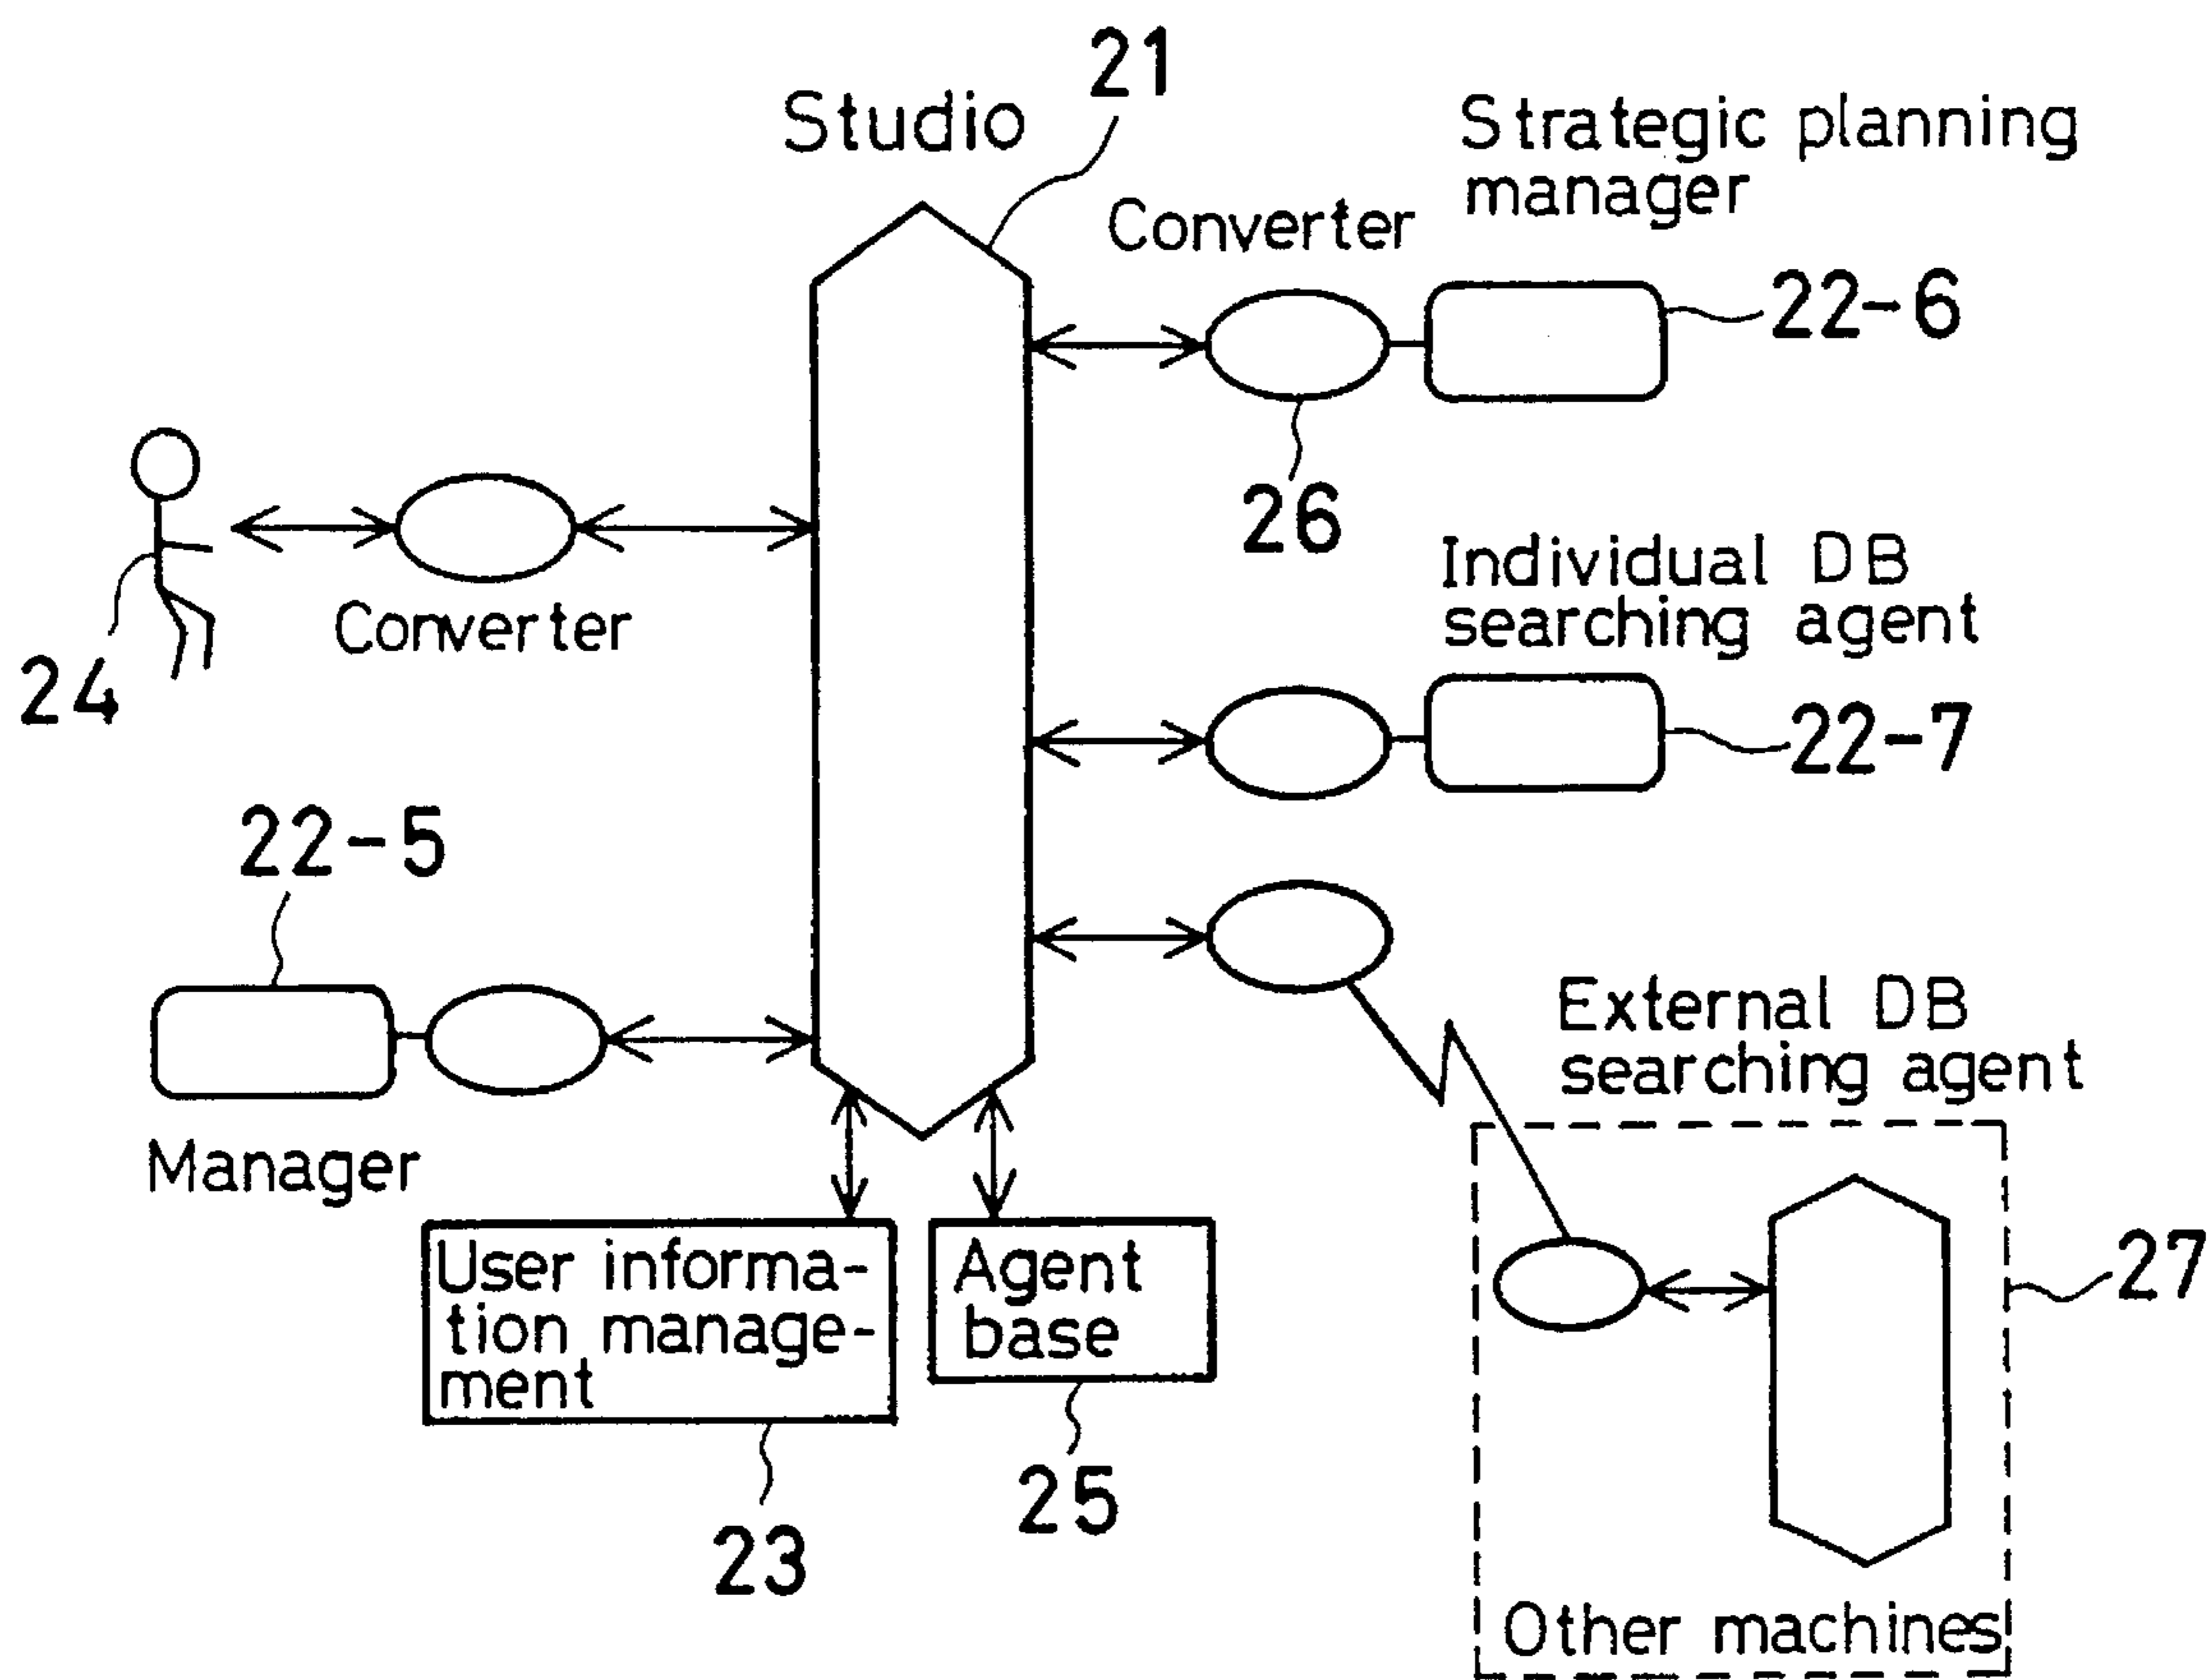 21
Studio
Strategic planning
manager
Converter
22-6
26
Converter
24
Individual DB
searching agent
22-7
22-5
Manager
External DB
searching agent
User informa-
tion manage-
ment
Agent
base
27
23
25
Other machines